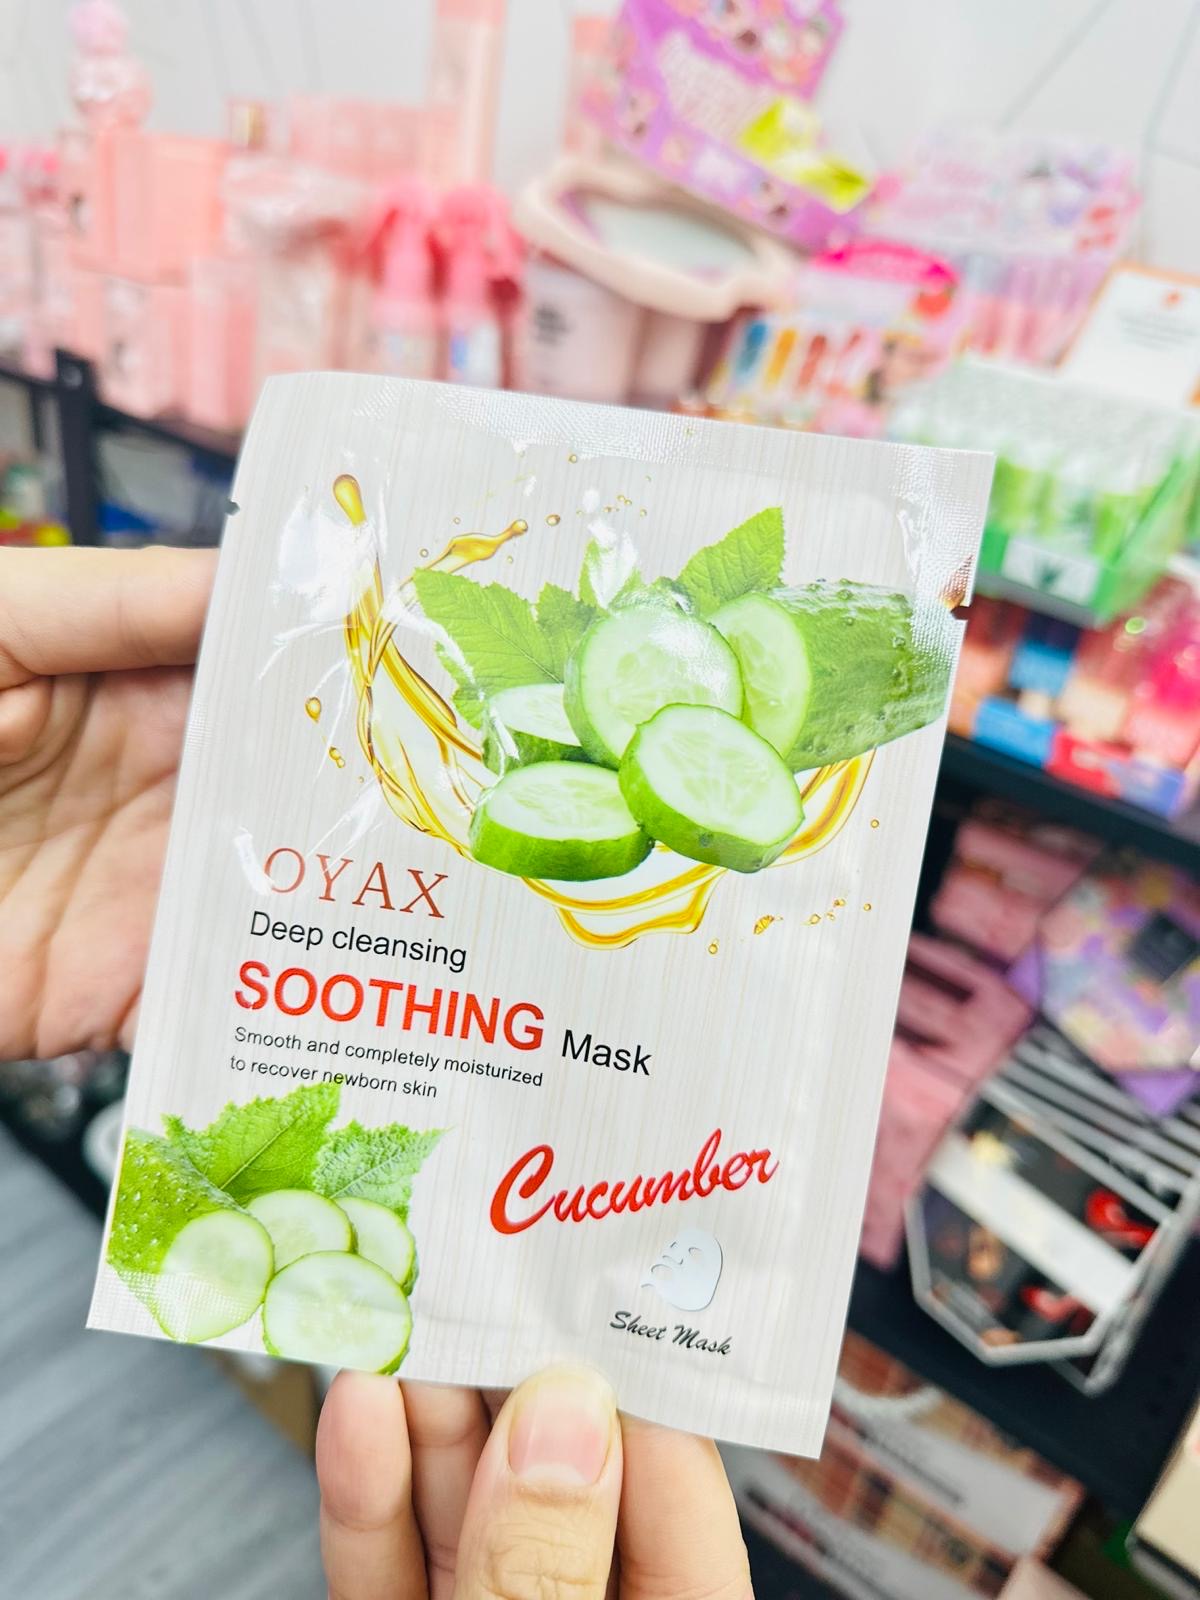 OYAX
Deep cleansing
SOOTHING Mask
Smooth and completely moisturized
to recover newborn skin
Cucumber
Sheet Mask